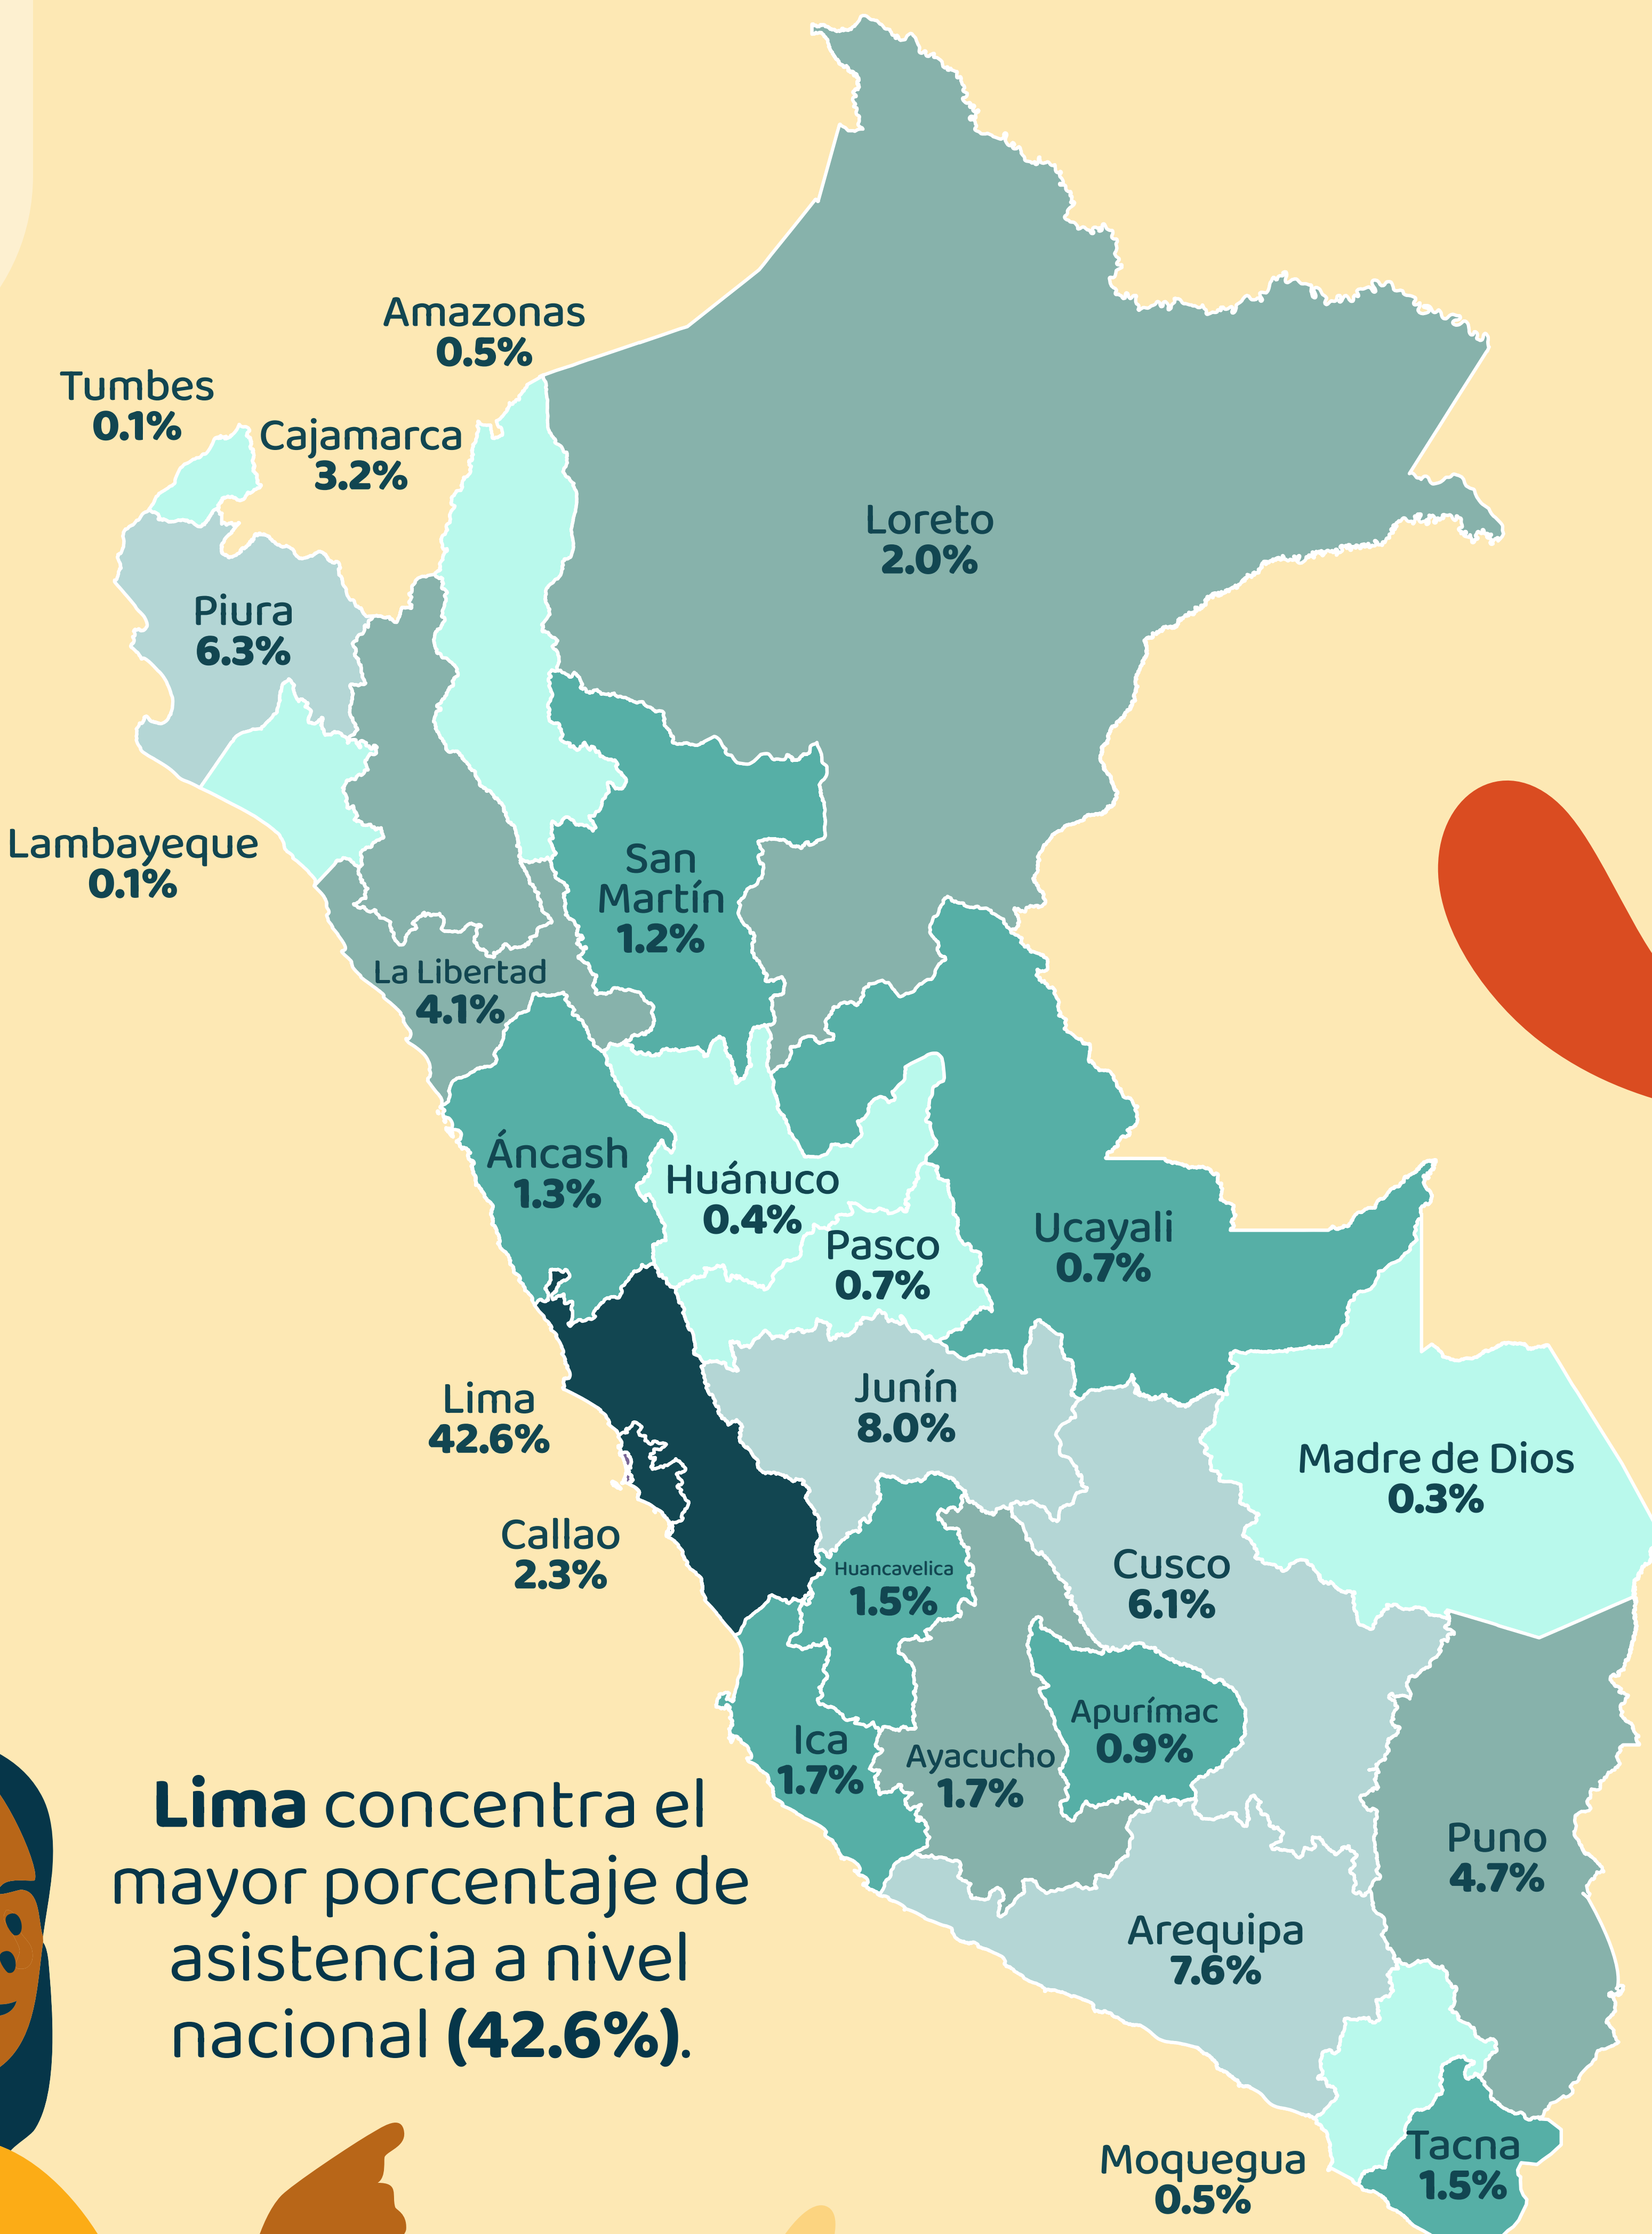 Amazonas
0.5%
Tumbes
0.1%
Cajamarca
3.2%
Loreto
2.0%
Piura
6.3%
Lambayeque
0.1%
San
Martín
1.2%
La Libertad
4.1%
Áncash
1.3%
Huánuco
0.4%
Pasco
0.7%
Ucayali
0.7%
Lima
42.6%
Junín
8.0%
Madre de Dios
0.3%
Callao
2.3%
Huancavelica
1.5%
Cusco
6.1%
Ica
1.7%
Ayacucho
1.7%
Apurímac
0.9%
Puno
4.7%
Arequipa
7.6%
Moquegua
0.5%
Tacna
1.5%
Lima concentra el
mayor porcentaje de
asistencia a nivel
nacional (42.6%).